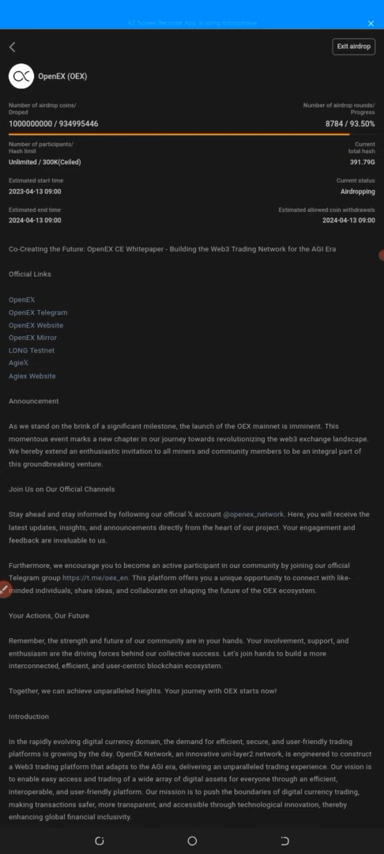 AZ Screen Recorder App is using microphone
Exit airdrop
OpenEX (OEX)
Number of airdrop coins/ Number of airdrop rounds/
Droped Progress
1000000000 / 934995446 8784 / 93.50%
Number of participants/ Current
Hash limit total hash
Unlimited / 300K(Ceiled) 391.79G
Estimated start time Current status
2023-04-13 09:00 Airdropping
Estimated end time Estimated allowed coin withdrawals
2024-04-13 09:00 2024-04-13 09:00
Co-Creating the Future: OpenEX CE Whitepaper - Building the Web3 Trading Network for the AGI Era
Official Links
OpenE𝕏
OpenEX Telegram
OpenEX Website
OpenEX Mirror
LONG Testnet
Agie𝕏
Agiex Website
Announcement
As we stand on the brink of a significant milestone, the launch of the OEX mainnet is imminent. This
momentous event marks a new chapter in our journey towards revolutionizing the web3 exchange landscape.
We hereby extend an enthusiastic invitation to all miners and community members to be an integral part of
this groundbreaking venture.
Join Us on Our Official Channels
Stay ahead and stay informed by following our official 𝕏 account @openex_network. Here, you will receive the
latest updates, insights, and announcements directly from the heart of our project. Your engagement and
feedback are invaluable to us.
Furthermore, we encourage you to become an active participant in our community by joining our official
Telegram group https://t.me/oex_en. This platform offers you a unique opportunity to connect with like-
minded individuals, share ideas, and collaborate on shaping the future of the OEX ecosystem.
Your Actions, Our Future
Remember, the strength and future of our community are in your hands. Your involvement, support, and
enthusiasm are the driving forces behind our collective success. Let's join hands to build a more
interconnected, efficient, and user-centric blockchain ecosystem.
Together, we can achieve unparalleled heights. Your journey with OEX starts now!
Introduction
In the rapidly evolving digital currency domain, the demand for efficient, secure, and user-friendly trading
platforms is growing by the day. OpenEX Network, an innovative uni-layer2 network, is engineered to construct
a Web3 trading platform that adapts to the AGI era, delivering an unparalleled trading experience. Our vision is
to enable easy access and trading of a wide array of digital assets for everyone through an efficient,
interoperable, and user-friendly platform. Our mission is to push the boundaries of digital currency trading,
making transactions safer, more transparent, and accessible through technological innovation, thereby
enhancing global financial inclusivity.